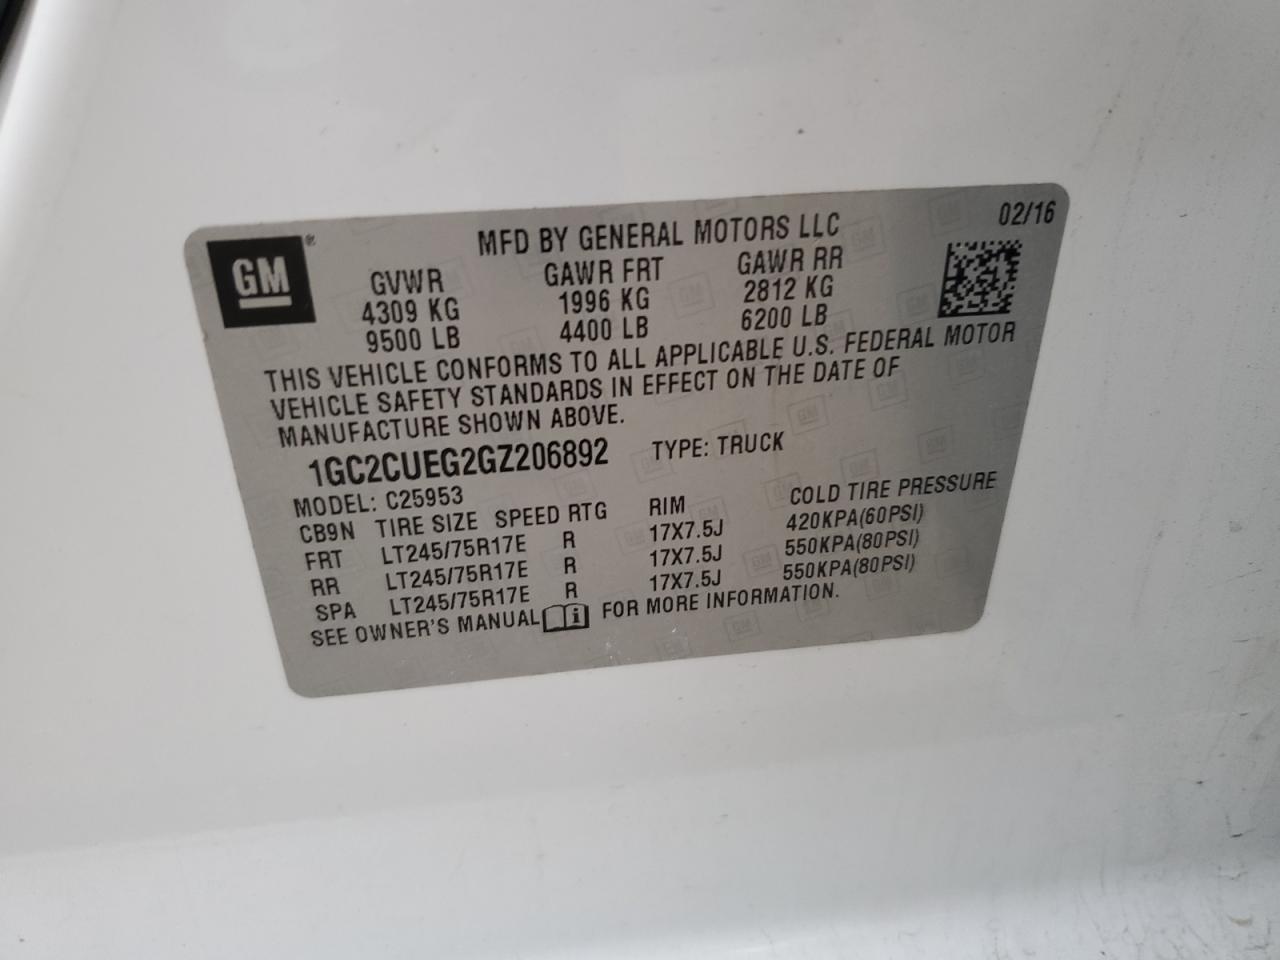 GM®
MFD BY GENERAL MOTORS LLC 02/16
GVWR GAWR FRT GAWR RR
4309 KG 1996 KG 2812 KG
9500 LB 4400 LB 6200 LB
THIS VEHICLE CONFORMS TO ALL APPLICABLE U.S. FEDERAL MOTOR
VEHICLE SAFETY STANDARDS IN EFFECT ON THE DATE OF
MANUFACTURE SHOWN ABOVE.
1GC2CUEG2GZ206892 TYPE: TRUCK
MODEL: C25953
CB9N TIRE SIZE SPEED RTG RIM COLD TIRE PRESSURE
FRT LT245/75R17E R 17X7.5J 420KPA(60PSI)
RR LT245/75R17E R 17X7.5J 550KPA(80PSI)
SPA LT245/75R17E R 17X7.5J 550KPA(80PSI)
SEE OWNER'S MANUAL i FOR MORE INFORMATION.